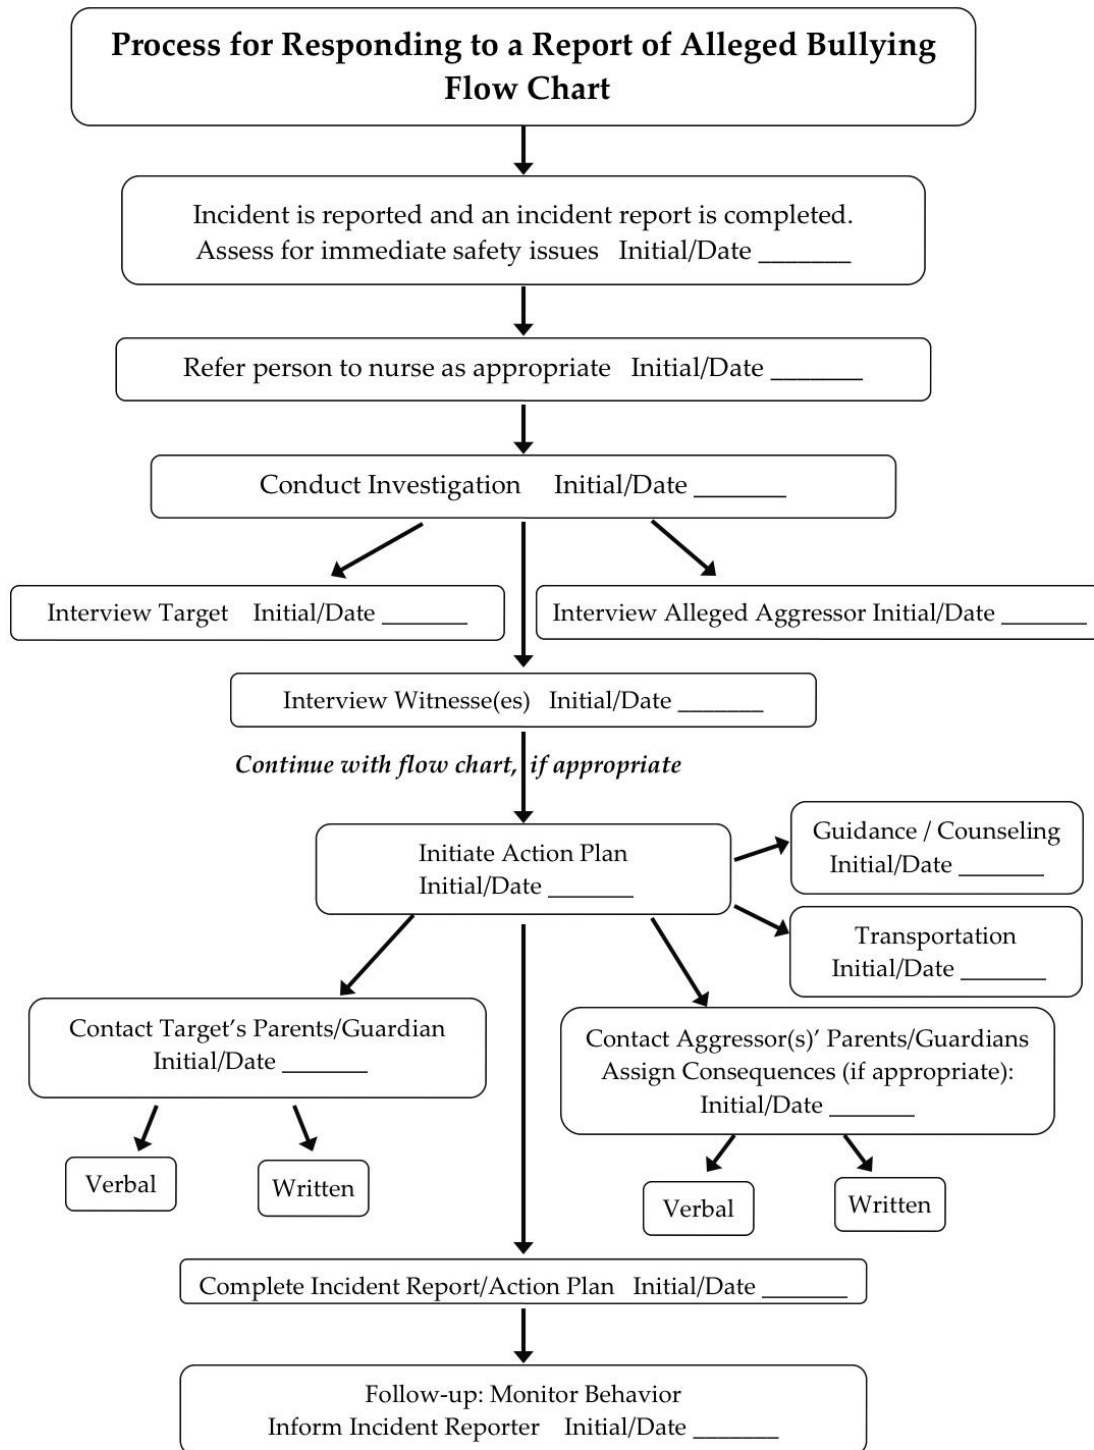 Process for Responding to a Report of Alleged Bullying
Flow Chart
Incident is reported and an incident report is completed.
Assess for immediate safety issues   Initial/Date _______
Refer person to nurse as appropriate   Initial/Date _______
Conduct Investigation   Initial/Date _______
Interview Target   Initial/Date _______
Interview Alleged Aggressor Initial/Date _______
Interview Witnesse(es)   Initial/Date _______
Continue with flow chart, if appropriate
Initiate Action Plan
Initial/Date _______
Guidance / Counseling
Initial/Date _______
Transportation
Initial/Date _______
Contact Target's Parents/Guardian
Initial/Date _______
Contact Aggressor(s)' Parents/Guardians
Assign Consequences (if appropriate):
Initial/Date _______
Verbal
Written
Verbal
Written
Complete Incident Report/Action Plan   Initial/Date _______
Follow-up: Monitor Behavior
Inform Incident Reporter   Initial/Date _______